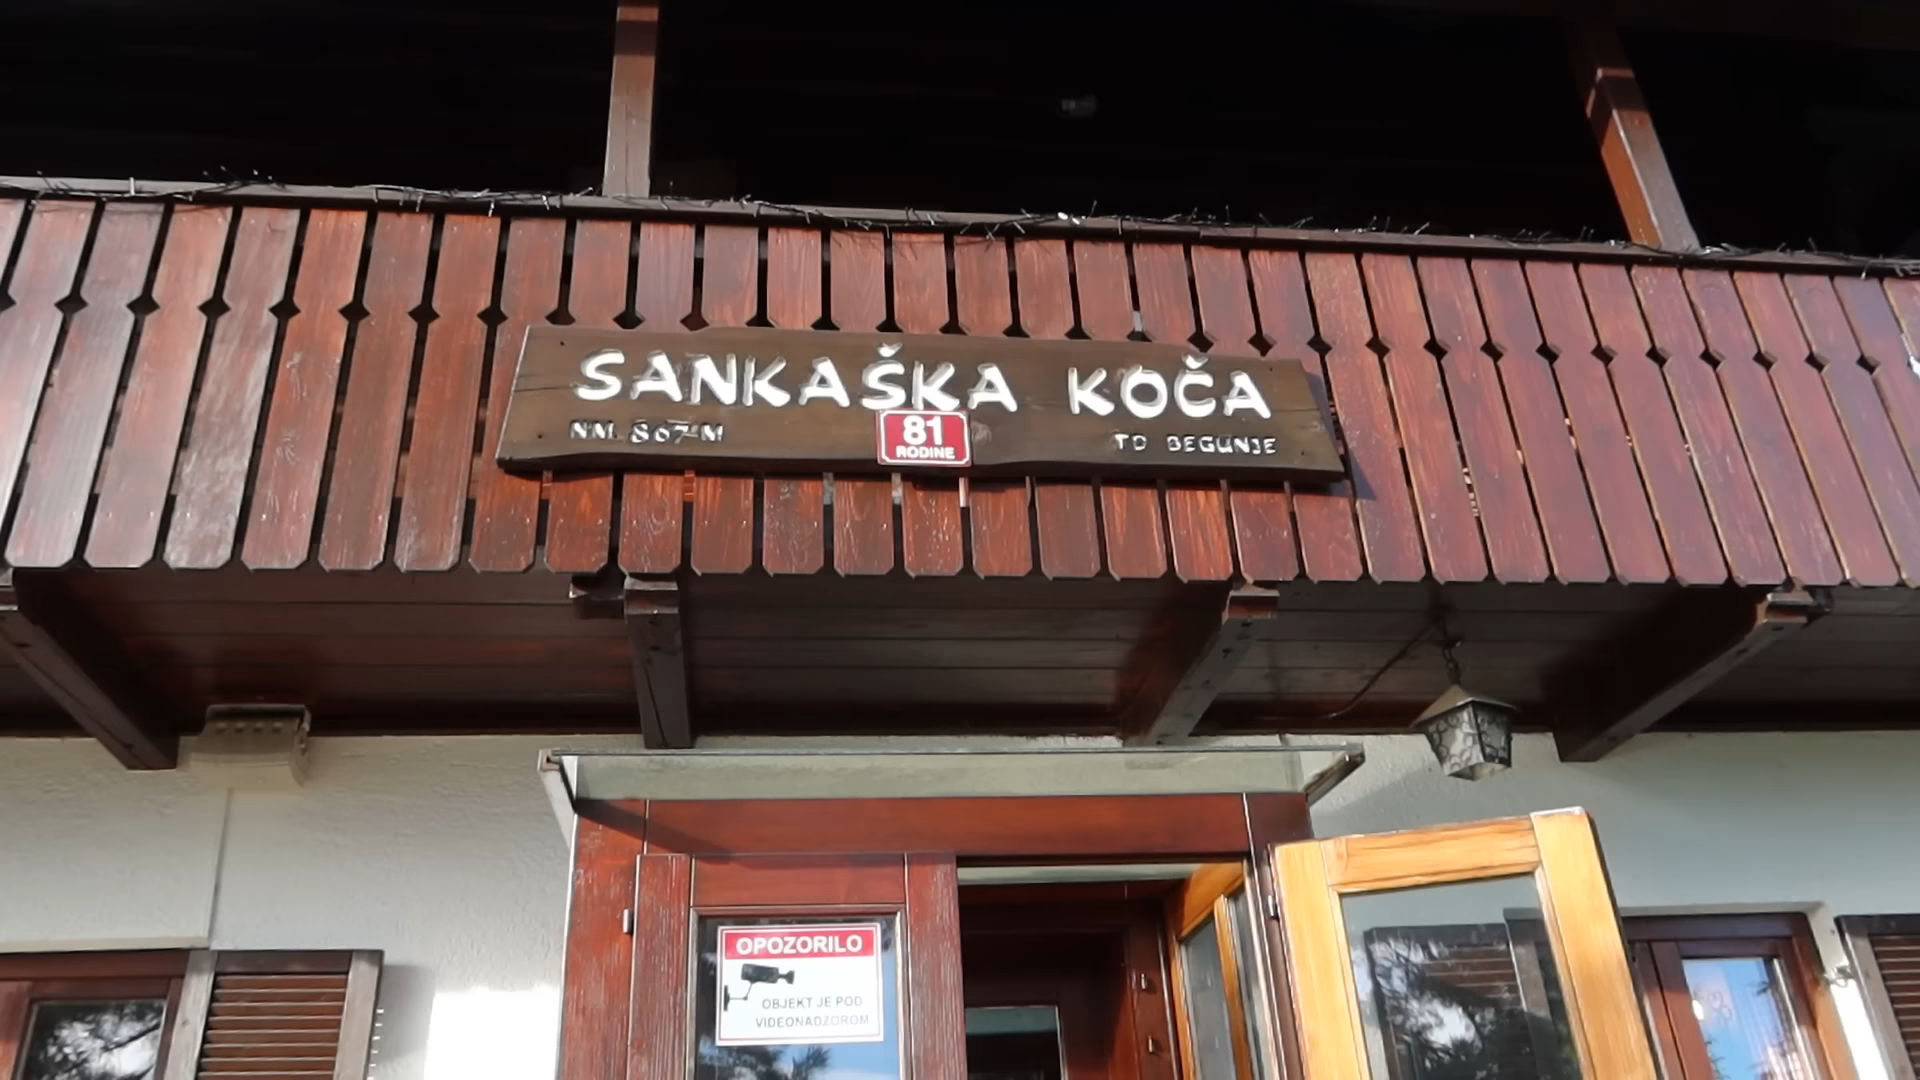 SANKAŠKA KOČA
NM. 867 M
81
RODINE
TD BEGUNJE
OPOZORILO
OBJEKT JE POD
VIDEONADZOROM